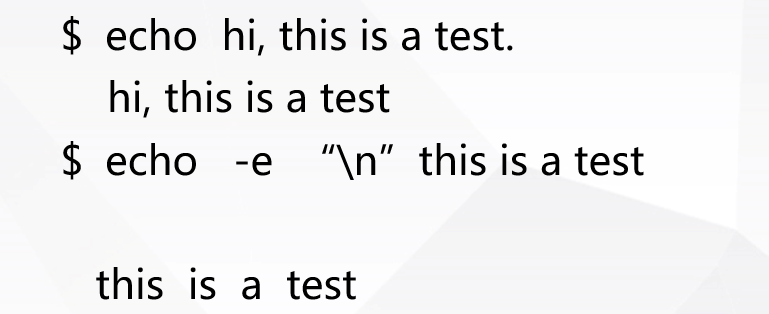 $ echo hi, this is a test.
hi, this is a test
$ echo -e “\n” this is a test
this is a test